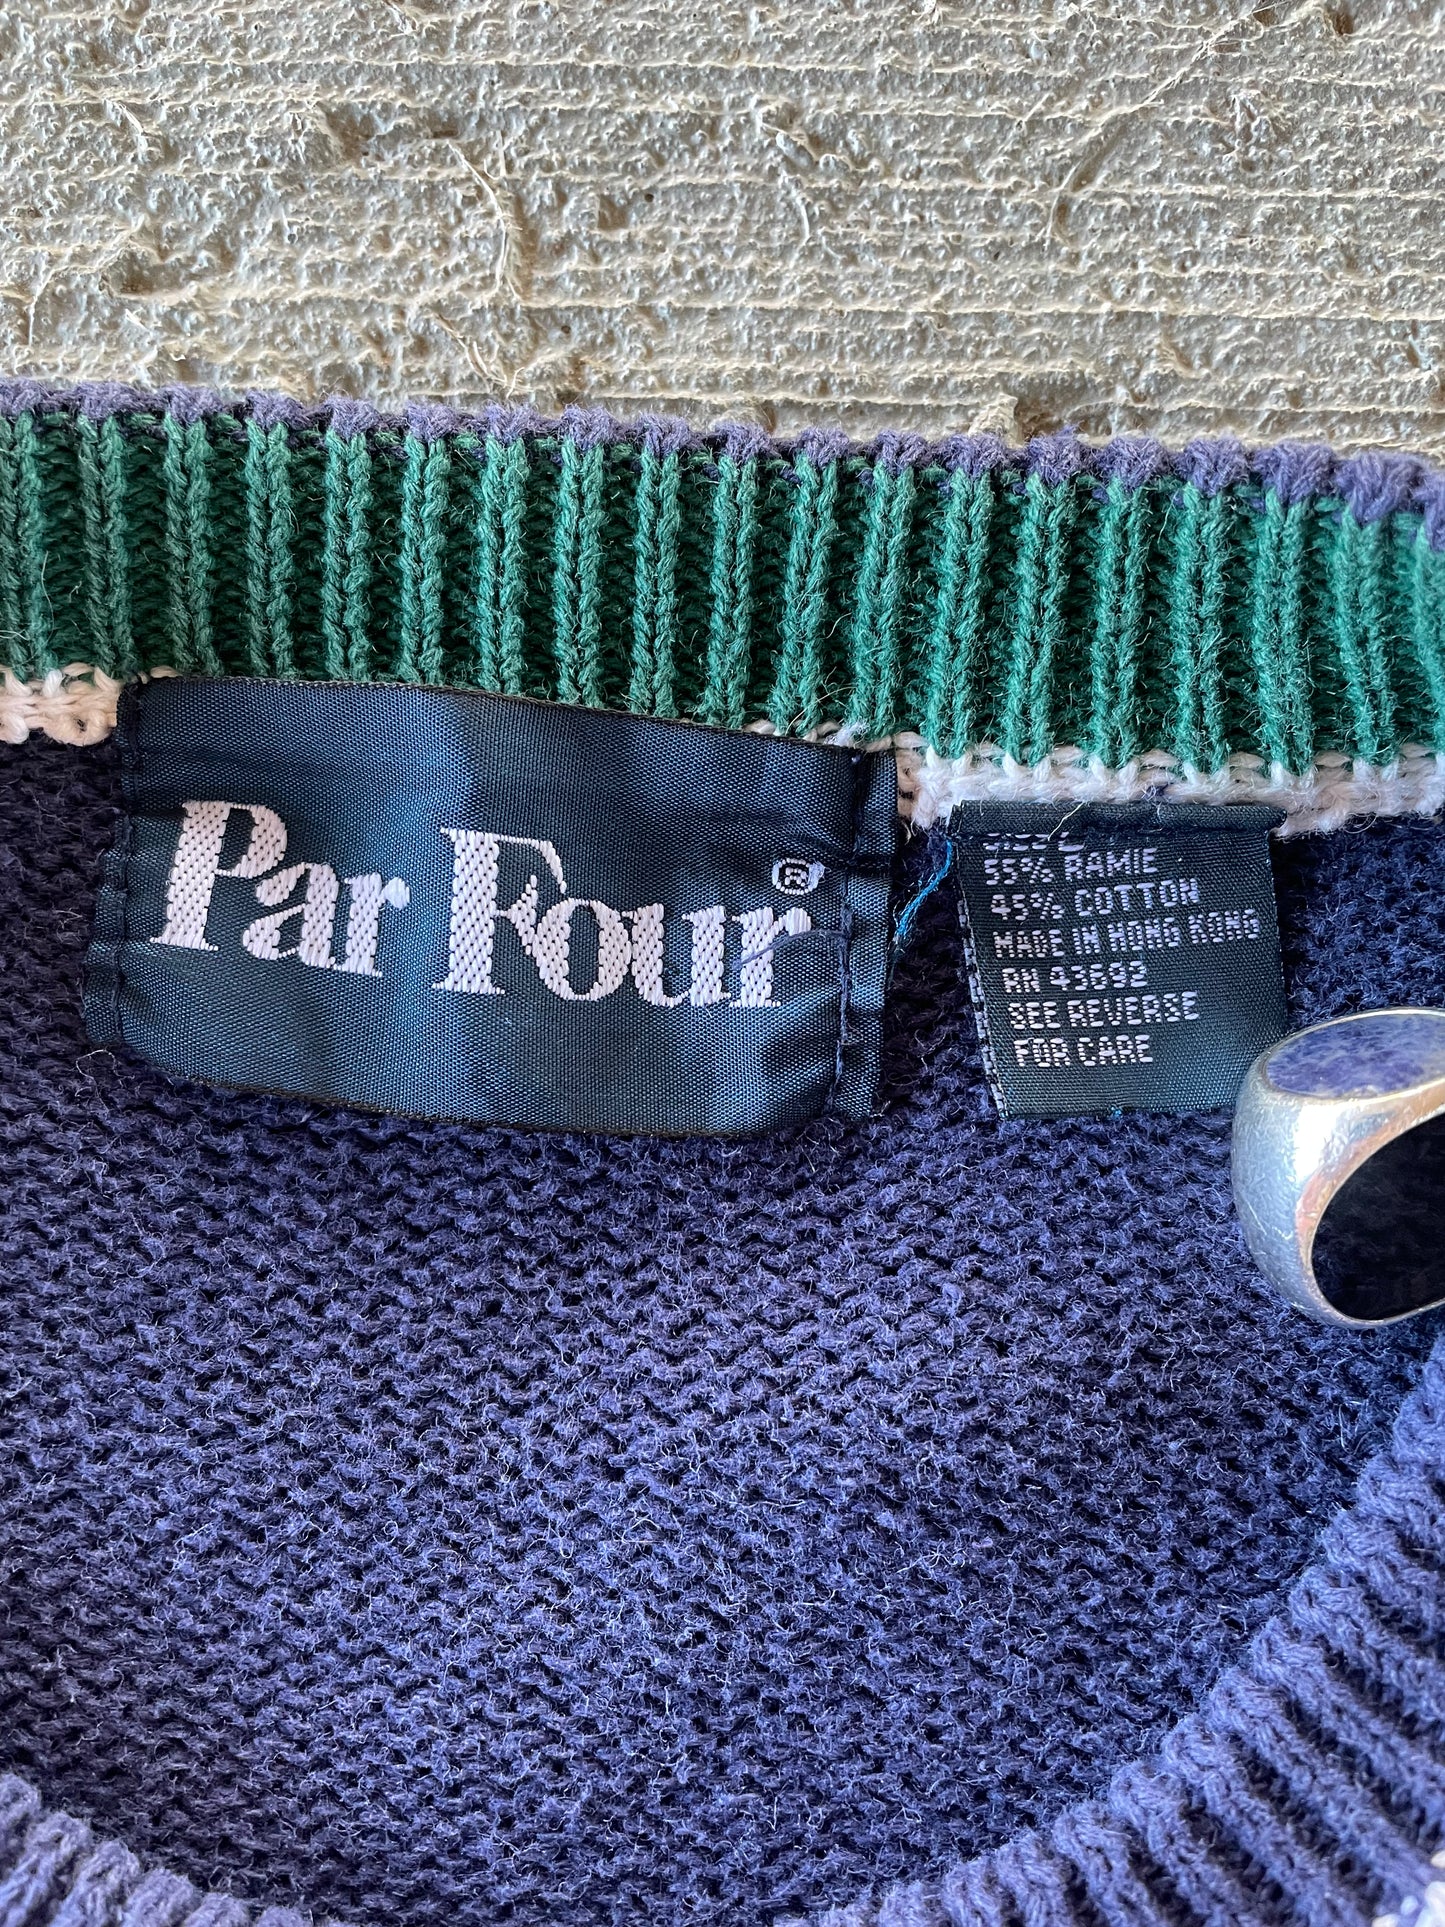 Par Four ®
55% RAMIE
45% COTTON
MADE IN HONG KONG
RN 43692
SEE REVERSE
FOR CARE